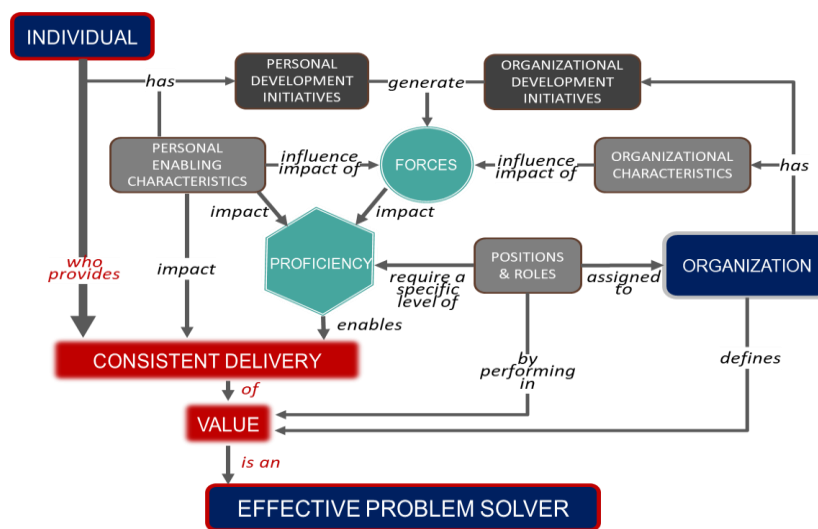 INDIVIDUAL
has
PERSONAL
DEVELOPMENT
INITIATIVES
generate
ORGANIZATIONAL
DEVELOPMENT
INITIATIVES
PERSONAL
ENABLING
CHARACTERISTICS
influence
impact of
FORCES
influence
impact of
ORGANIZATIONAL
CHARACTERISTICS
has
impact
impact
who
provides
impact
PROFICIENCY
require a
specific
level of
POSITIONS
& ROLES
assigned
to
ORGANIZATION
enables
CONSISTENT DELIVERY
by
performing
in
defines
of
VALUE
is an
EFFECTIVE PROBLEM SOLVER